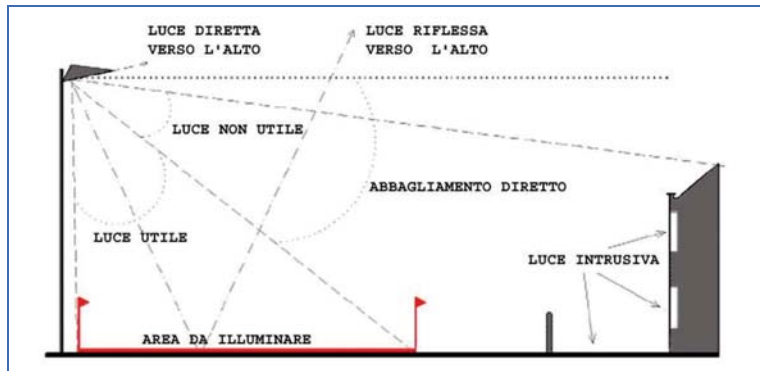 LUCE DIRETTA
VERSO L'ALTO
LUCE RIFLESSA
VERSO L'ALTO
LUCE NON UTILE
ABBAGLIAMENTO DIRETTO
LUCE UTILE
LUCE INTRUSIVA
AREA DA ILLUMINARE